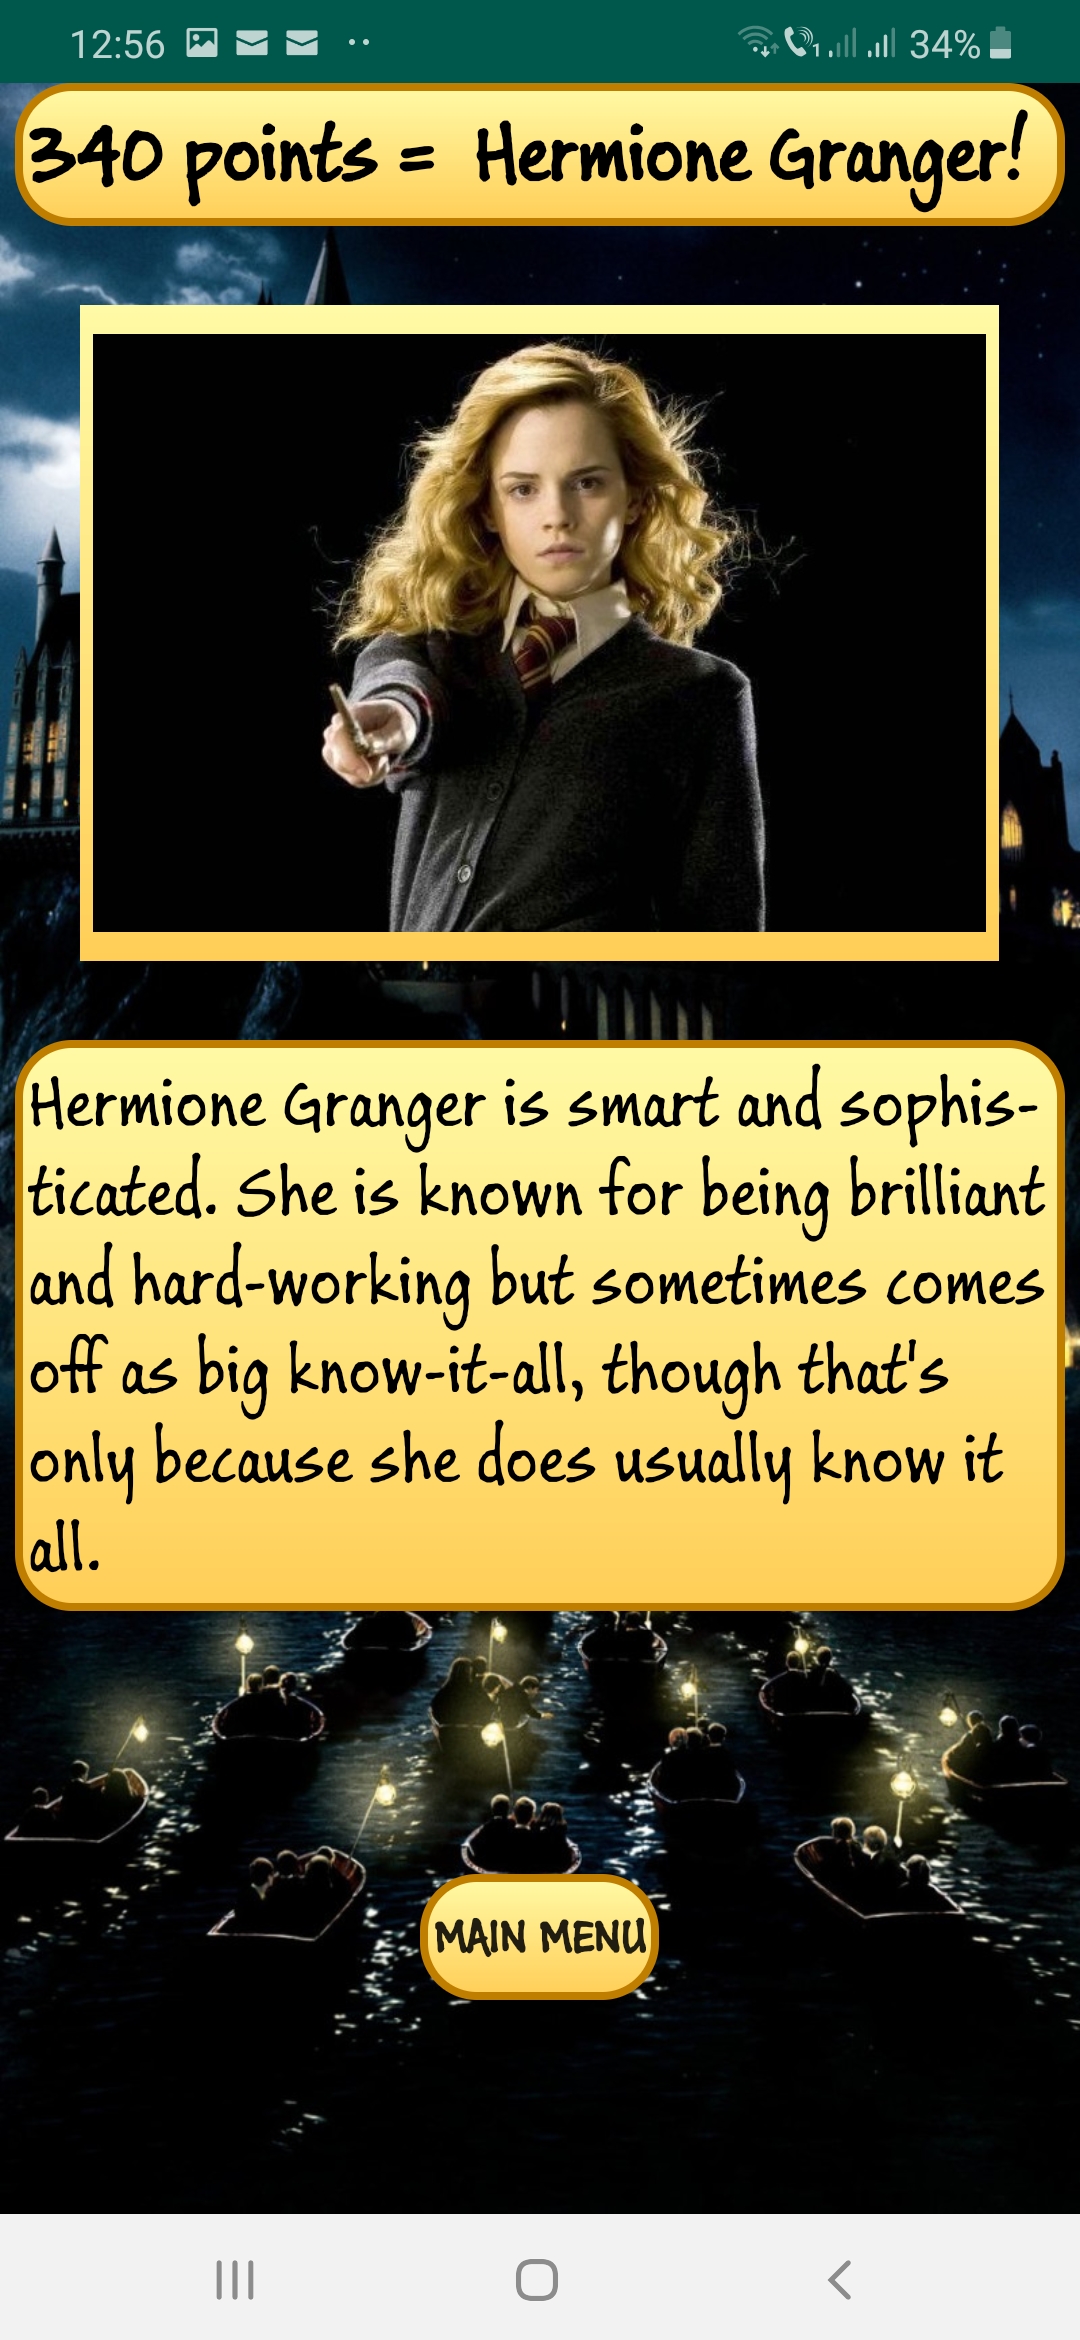 12:56
1
34%
340 points = Hermione Granger!
Hermione Granger is smart and sophis-
ticated. She is known for being brilliant
and hard-working but sometimes comes
off as big know-it-all, though that's
only because she does usually know it
all.
MAIN MENU